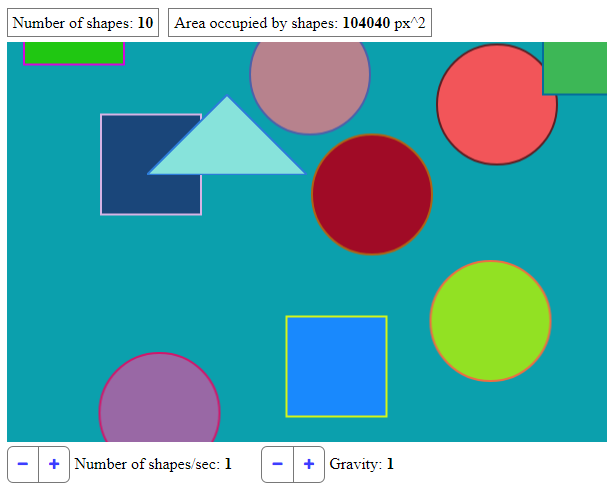 Number of shapes: 10 Area occupied by shapes: 104040 px^2
− + Number of shapes/sec: 1 − + Gravity: 1